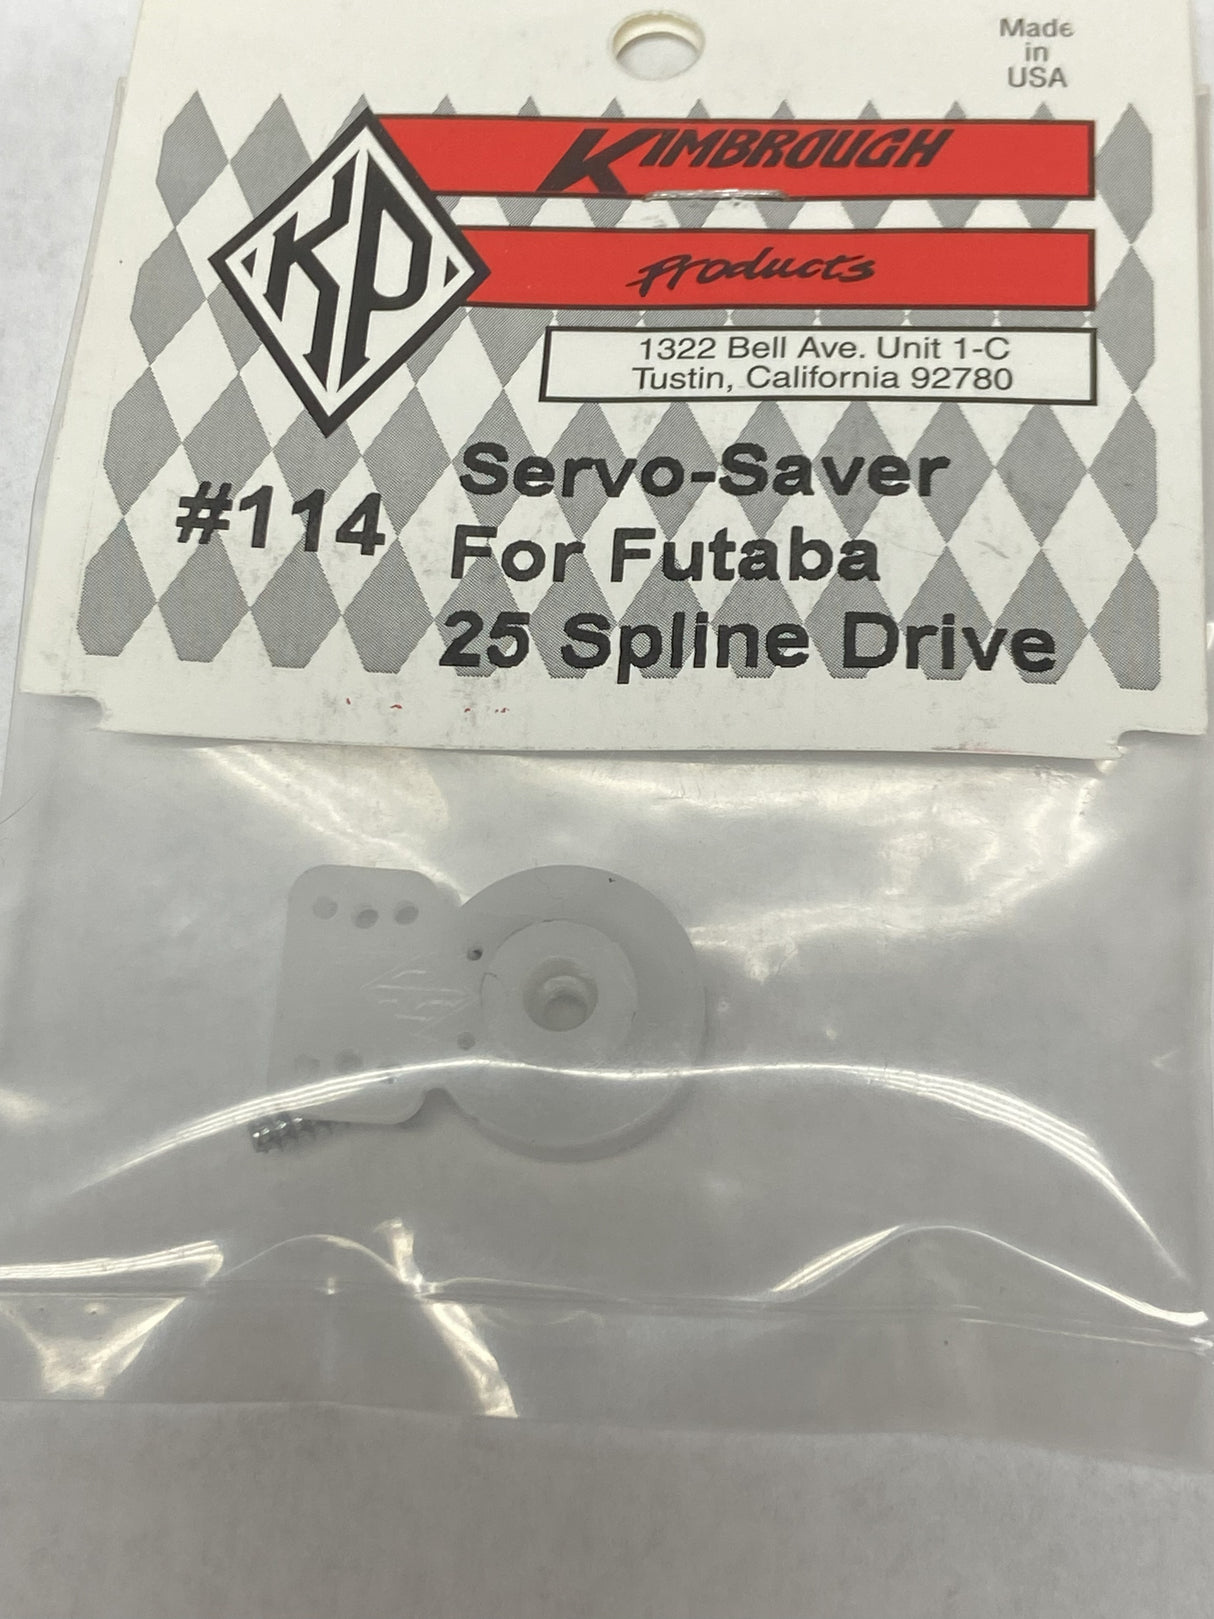 Made
in
USA
KIMBROUGH
KP
Products
1322 Bell Ave. Unit 1-C
Tustin, California 92780
#114
Servo-Saver
For Futaba
25 Spline Drive